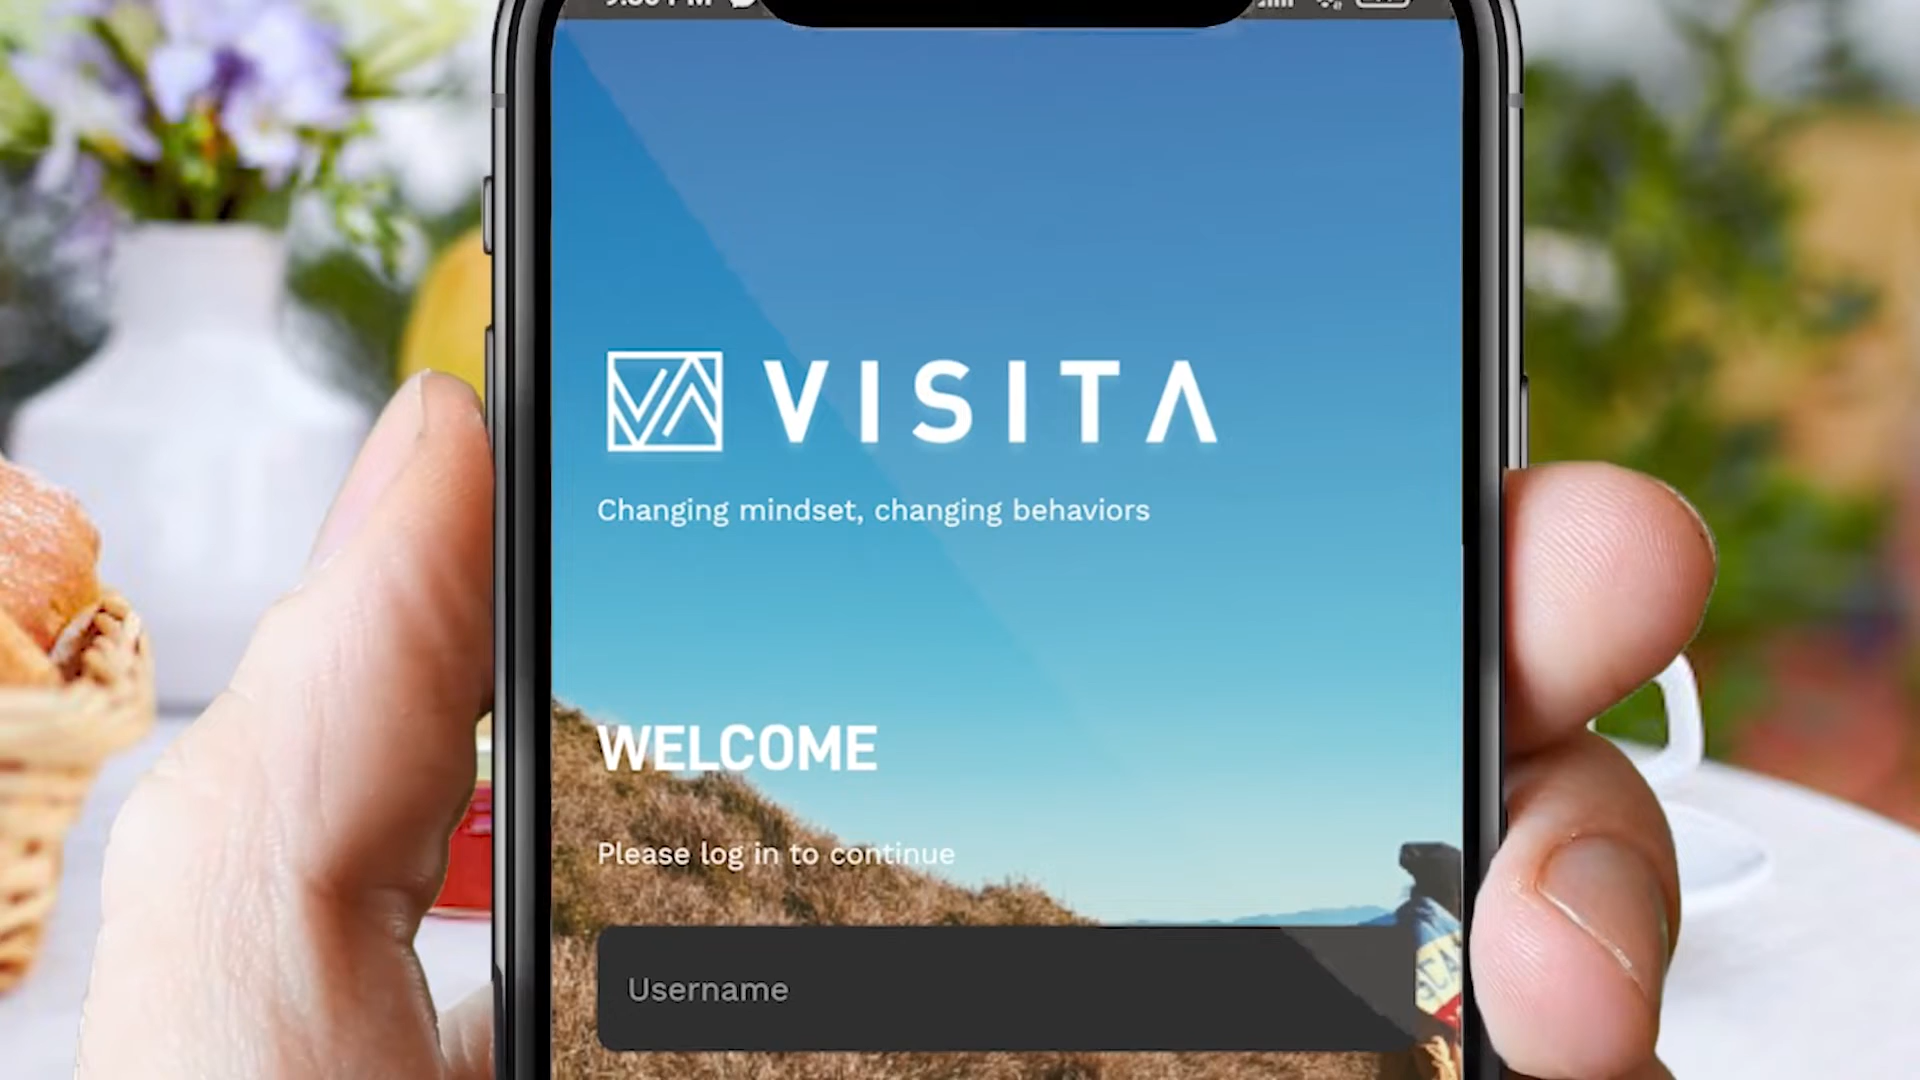 VISITA
Changing mindset, changing behaviors
WELCOME
Please log in to continue
Username